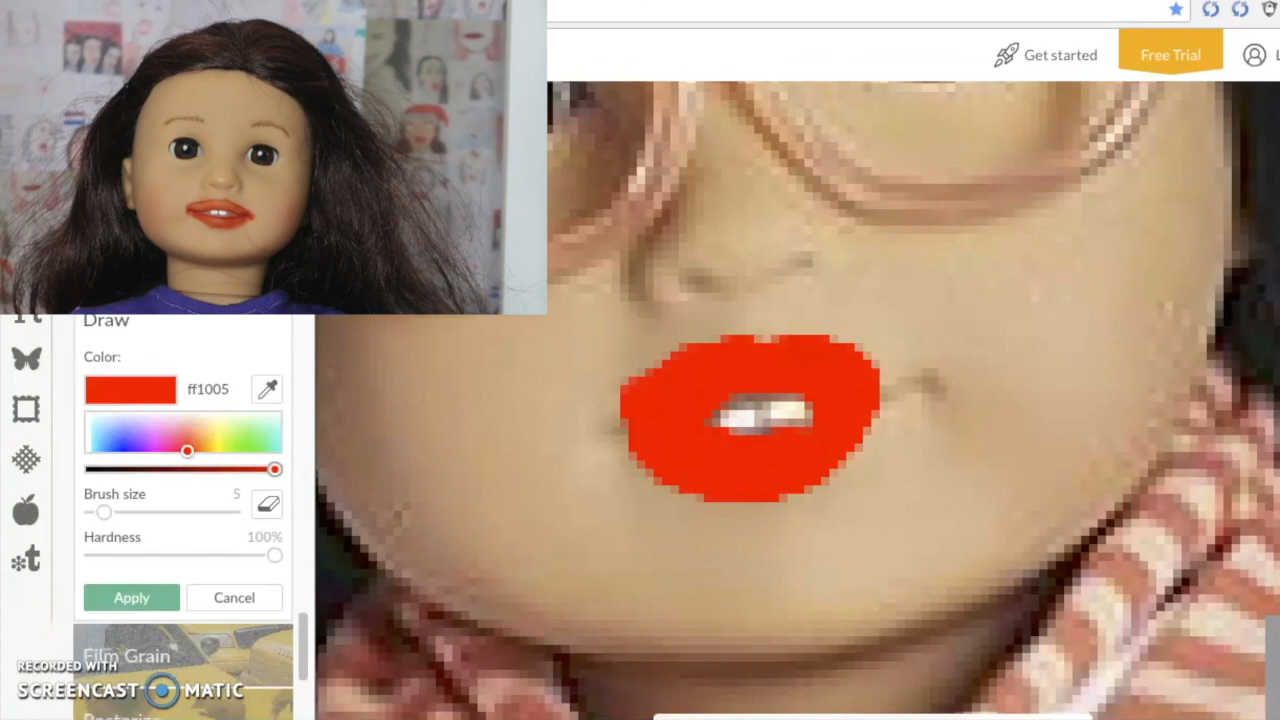 Get started
Free Trial
Draw
Color:
ff1005
Brush size 5
Hardness 100%
Apply Cancel
Film Grain
RECORDED WITH
SCREENCAST MATIC
Posterize